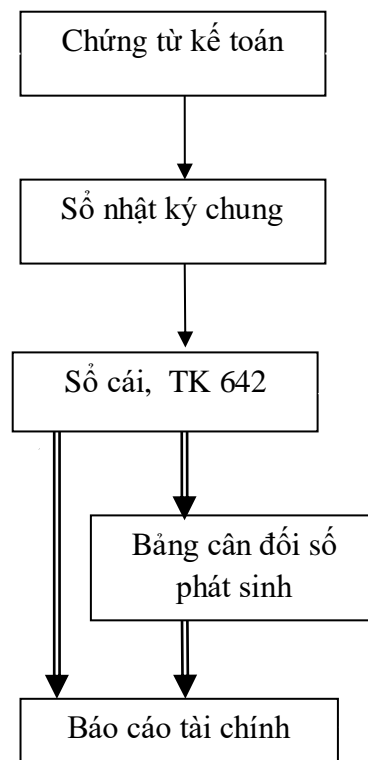 Chứng từ kế toán
Sổ nhật ký chung
Sổ cái, TK 642
Bảng cân đối số
phát sinh
Báo cáo tài chính